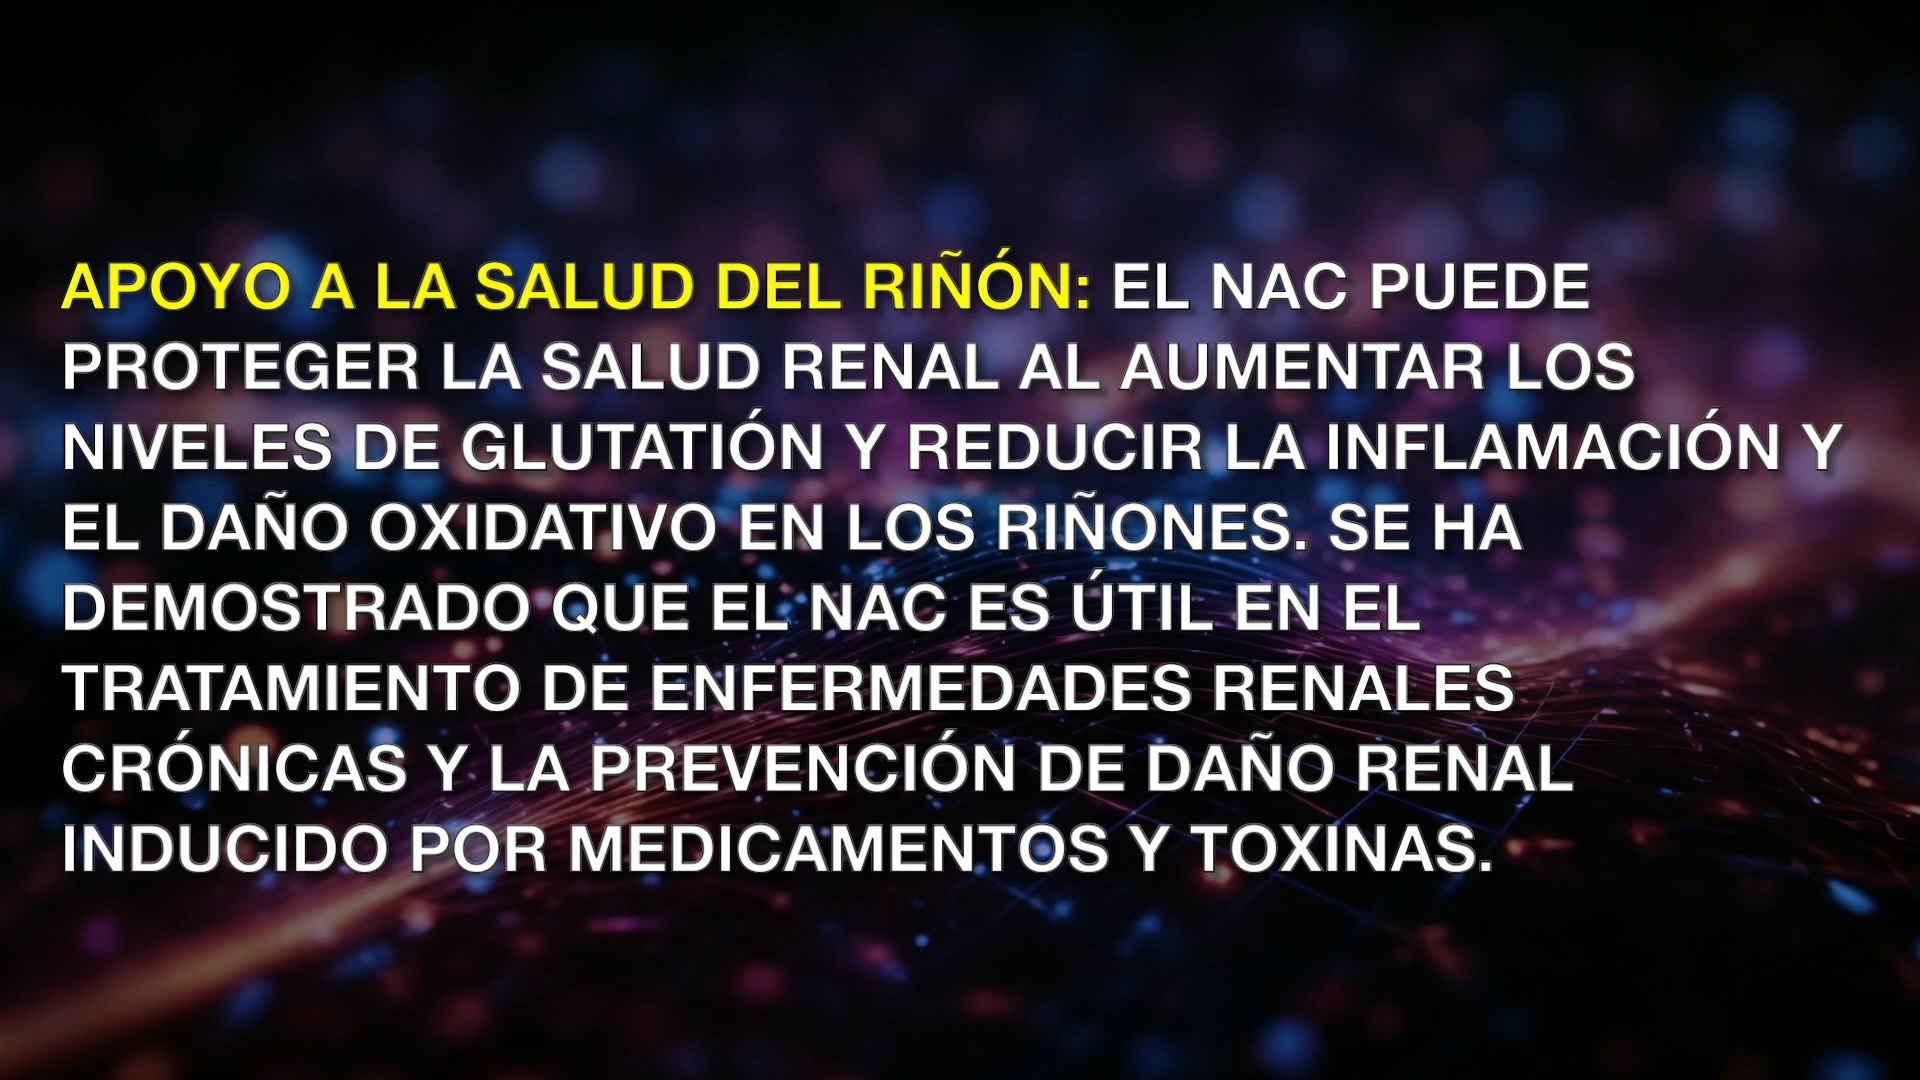 APOYO A LA SALUD DEL RIÑÓN: EL NAC PUEDE
PROTEGER LA SALUD RENAL AL AUMENTAR LOS
NIVELES DE GLUTATIÓN Y REDUCIR LA INFLAMACIÓN Y
EL DAÑO OXIDATIVO EN LOS RIÑONES. SE HA
DEMOSTRADO QUE EL NAC ES ÚTIL EN EL
TRATAMIENTO DE ENFERMEDADES RENALES
CRÓNICAS Y LA PREVENCIÓN DE DAÑO RENAL
INDUCIDO POR MEDICAMENTOS Y TOXINAS.